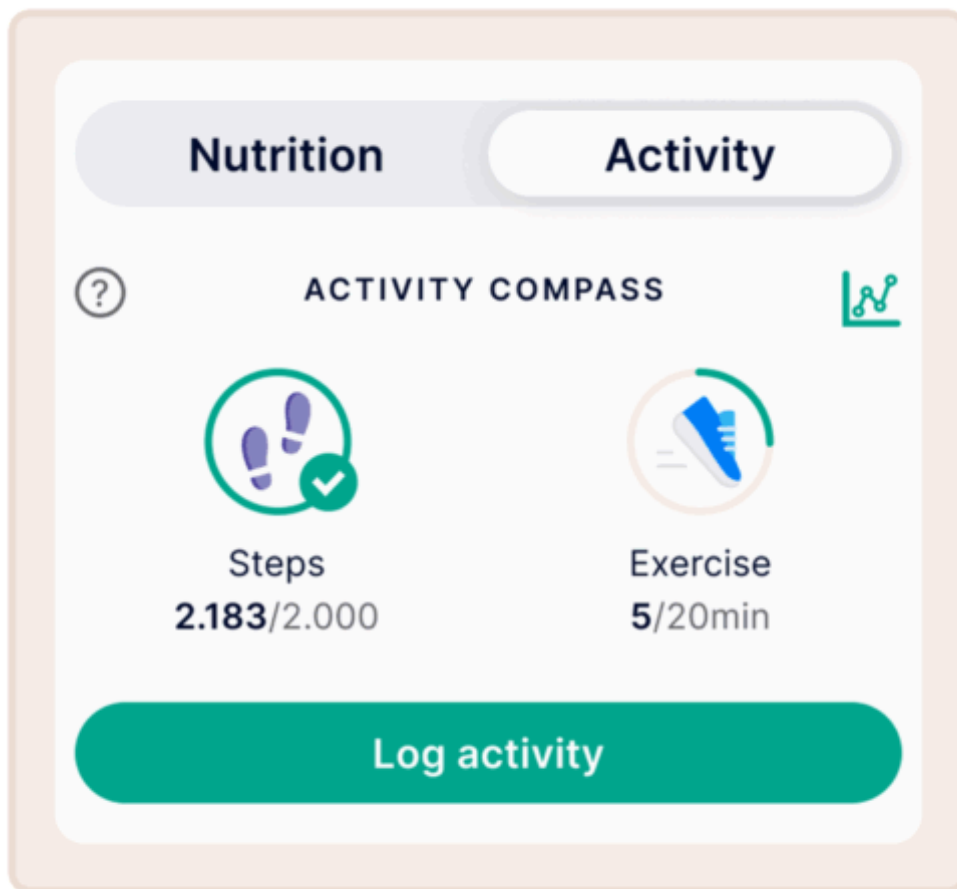 Nutrition Activity
? ACTIVITY COMPASS
Steps Exercise
2.183/2.000 5/20min
Log activity